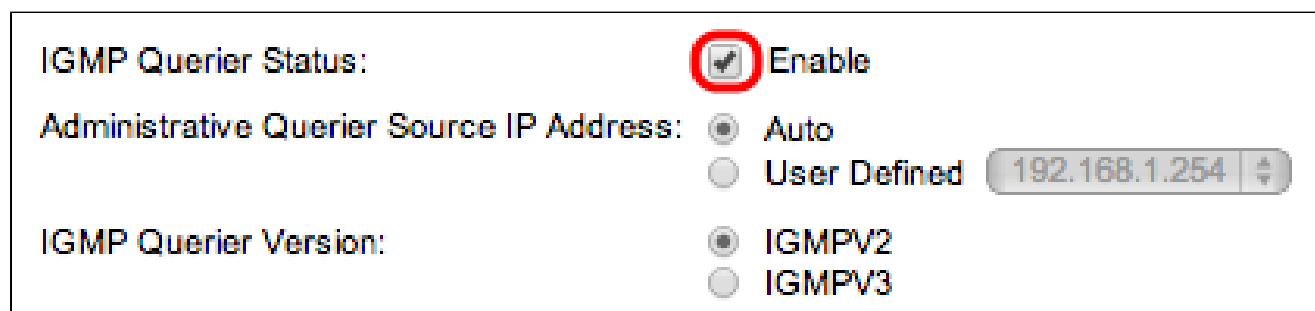 IGMP Querier Status: Enable
Administrative Querier Source IP Address: Auto
User Defined 192.168.1.254
IGMP Querier Version: IGMPV2
IGMPV3